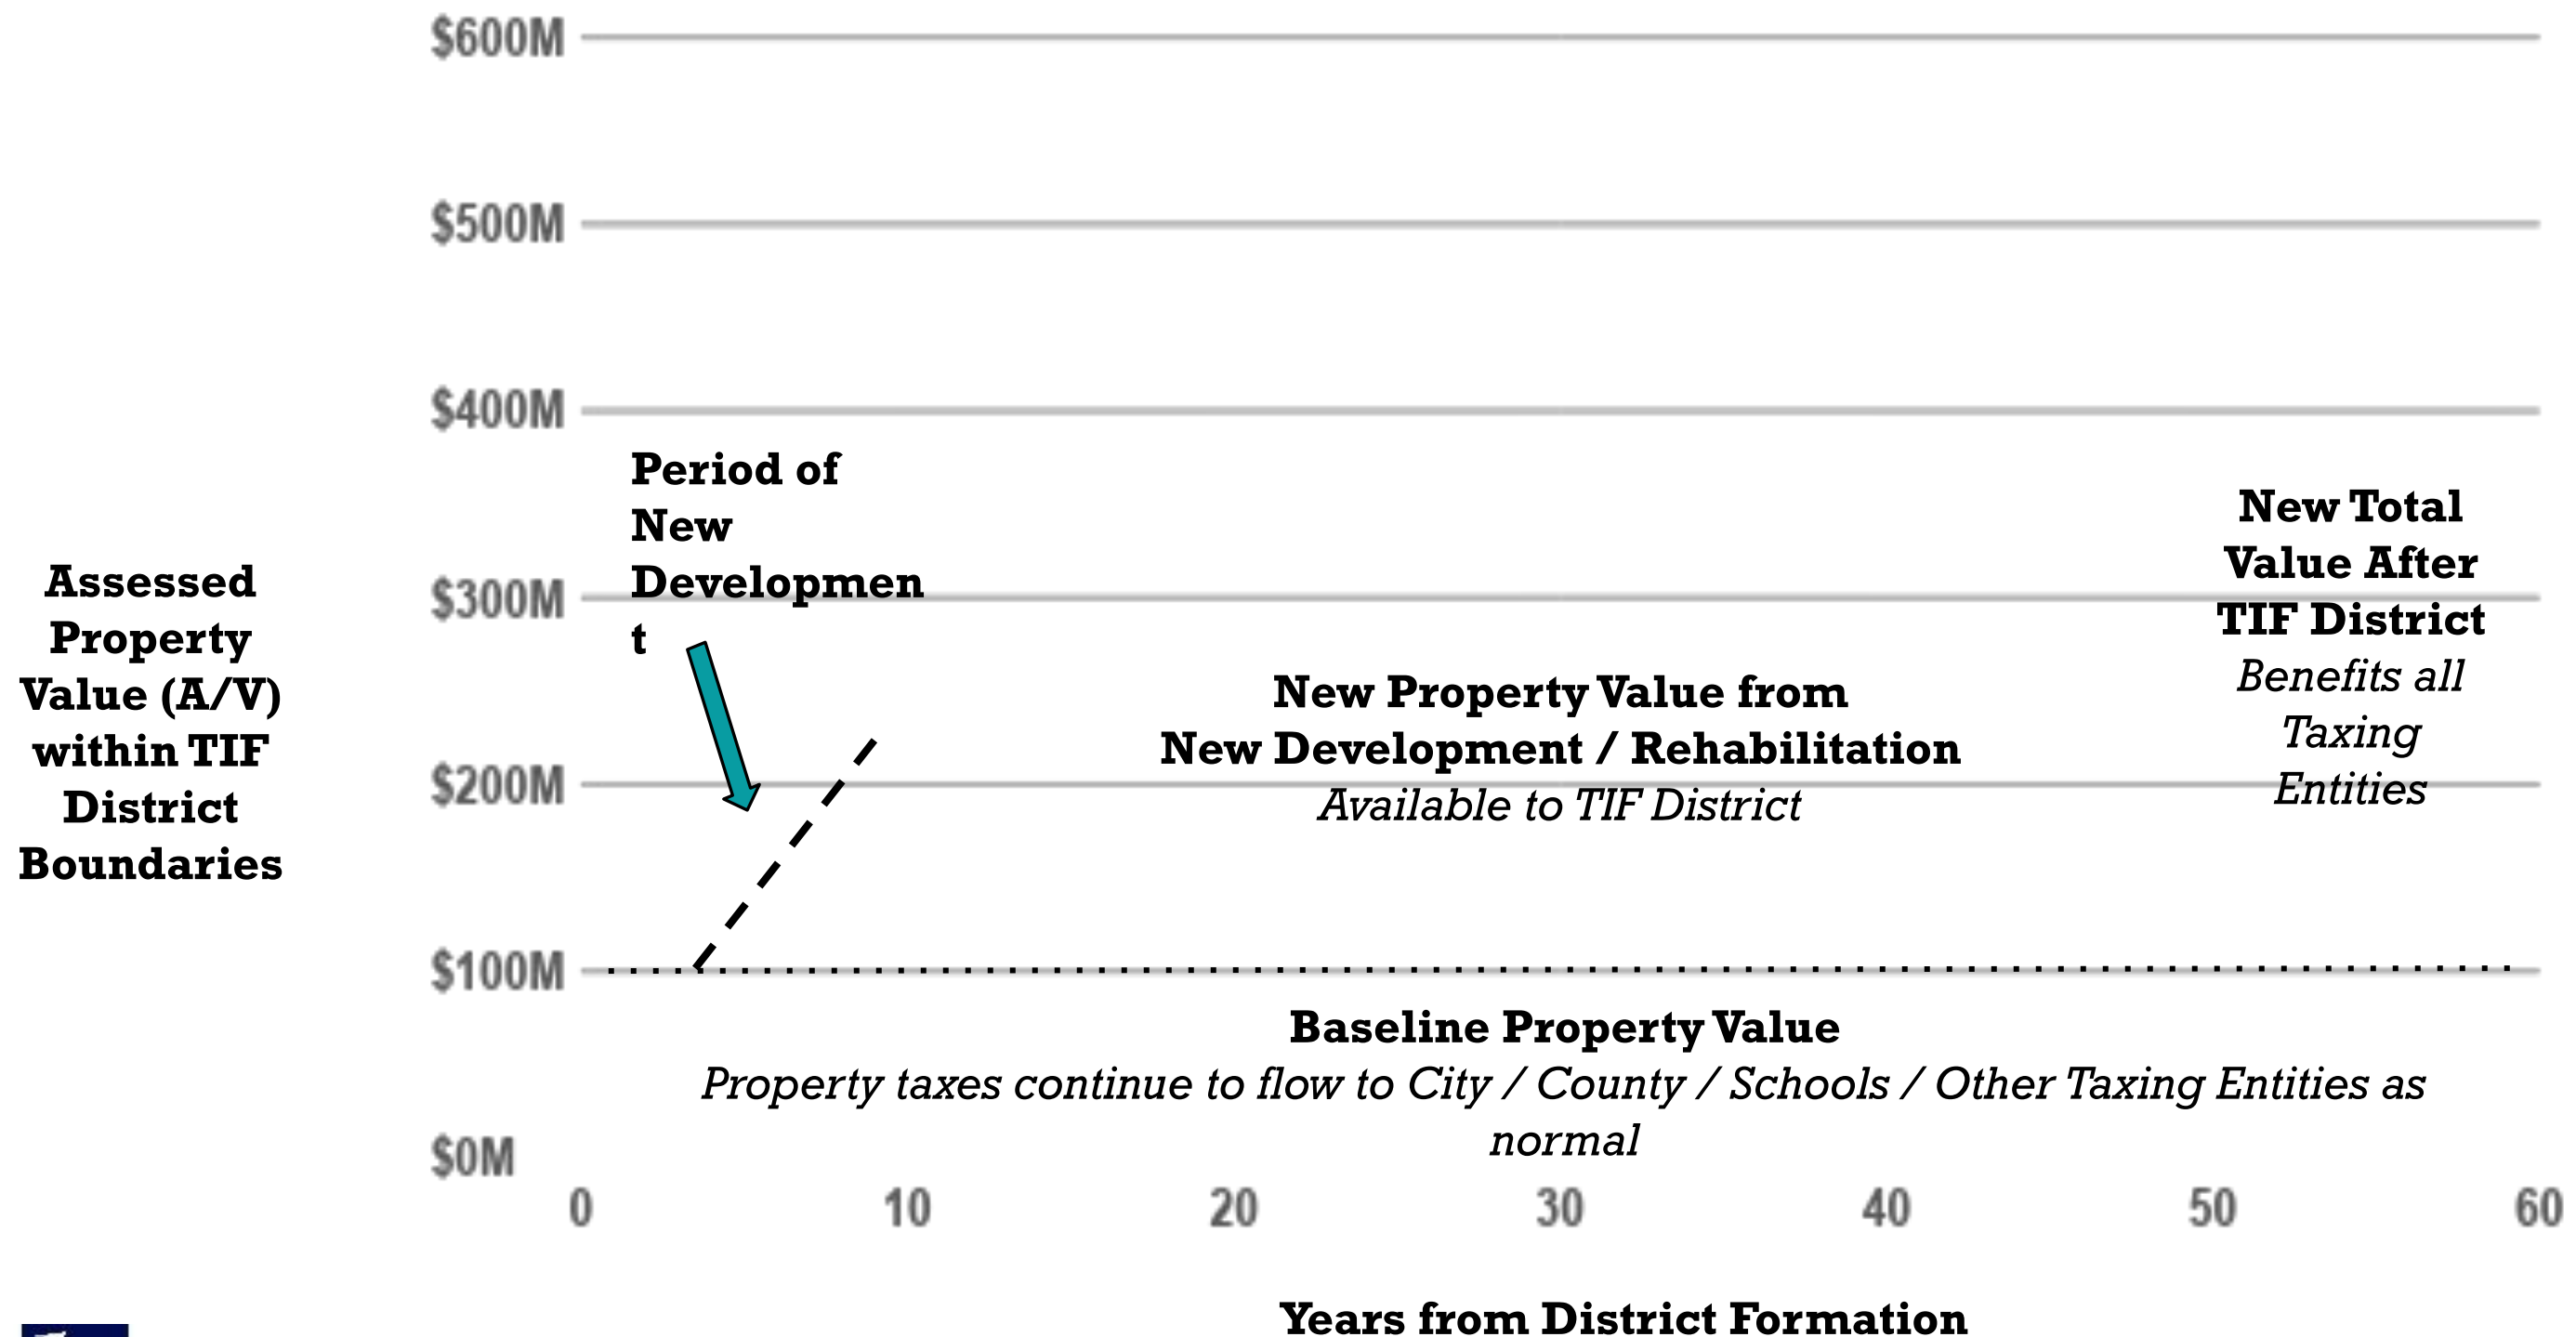 $600M
$500M
$400M
Period of
New
Developmen
t
New Total
Value After
TIF District
Benefits all
Taxing
Entities
Assessed
Property
Value (A/V)
within TIF
District
Boundaries
$300M
New Property Value from
New Development / Rehabilitation
Available to TIF District
$200M
$100M
Baseline Property Value
Property taxes continue to flow to City / County / Schools / Other Taxing Entities as
normal
$0M
0 10 20 30 40 50 60
Years from District Formation